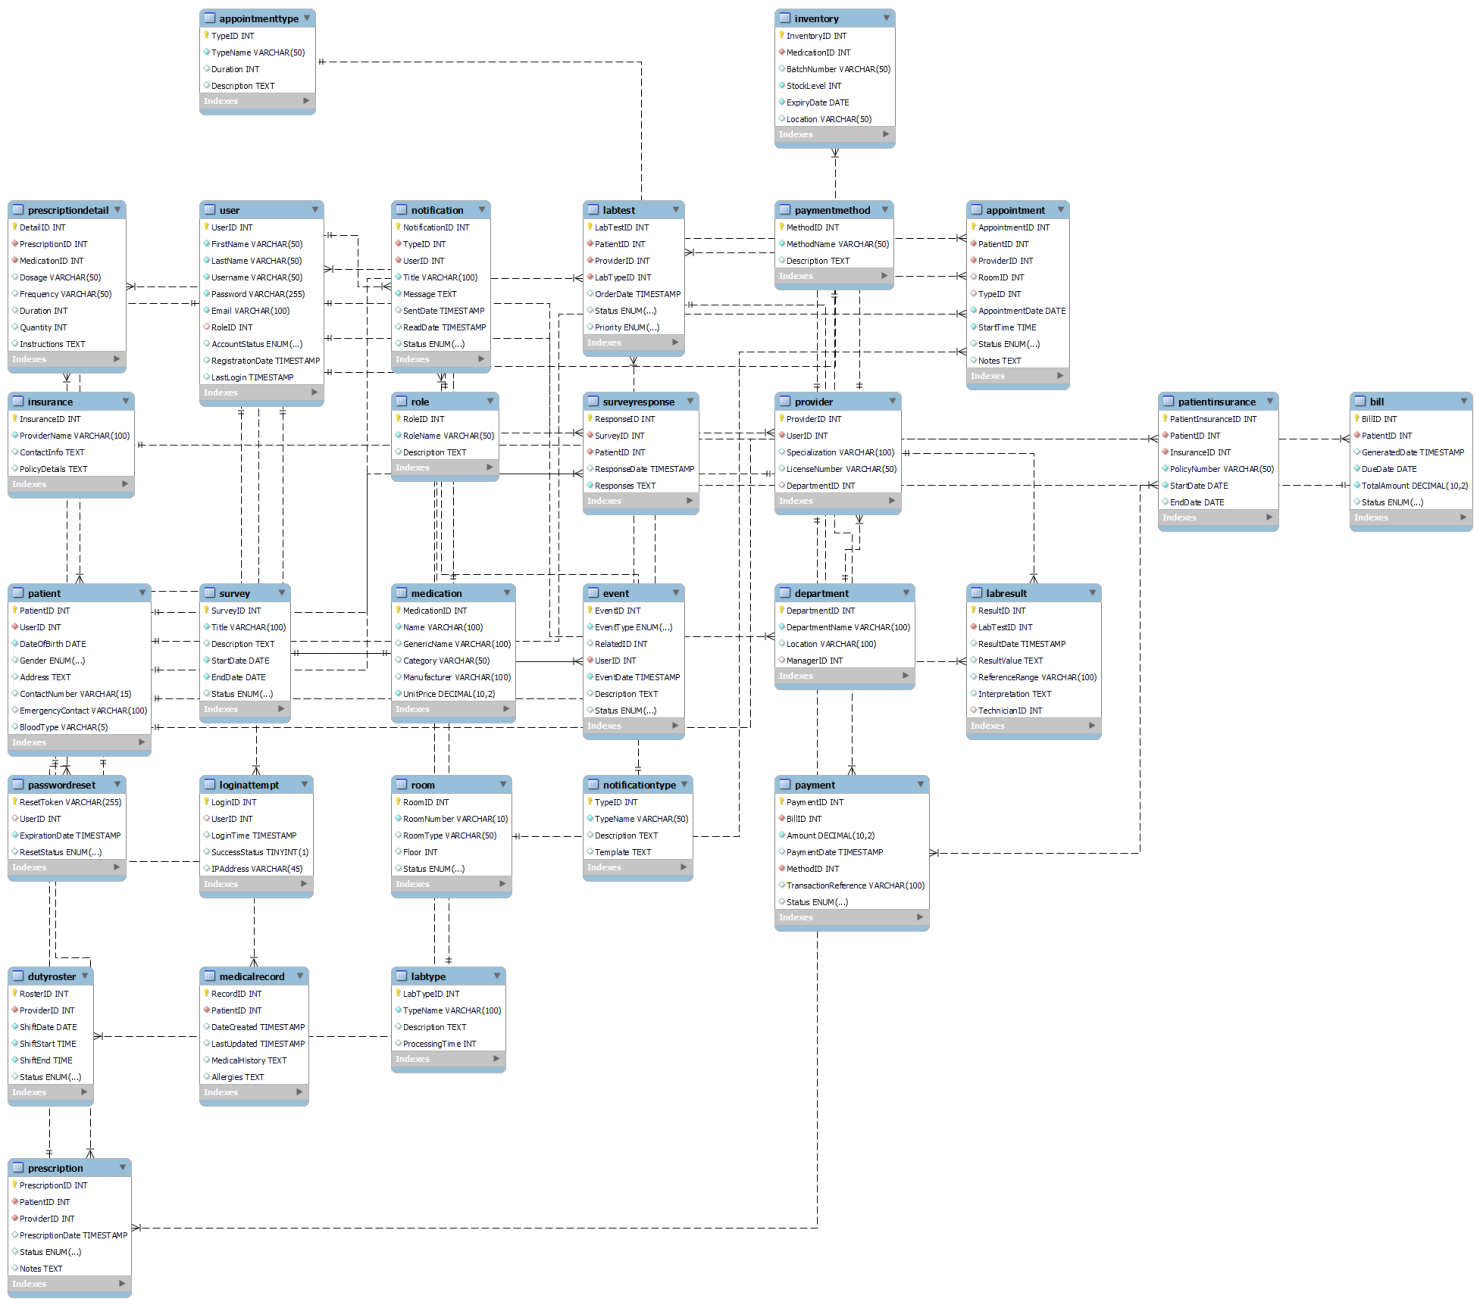 appointmenttype
TypeID INT
TypeName VARCHAR(50)
Duration INT
Description TEXT
Indexes
inventory
InventoryID INT
MedicationID INT
BatchNumber VARCHAR(50)
StockLevel INT
ExpiryDate DATE
Location VARCHAR(50)
Indexes
prescriptiondetail
DetailID INT
PrescriptionID INT
MedicationID INT
Dosage VARCHAR(50)
Frequency VARCHAR(50)
Duration INT
Quantity INT
Instructions TEXT
Indexes
user
UserID INT
FirstName VARCHAR(50)
LastName VARCHAR(50)
Username VARCHAR(50)
Password VARCHAR(255)
Email VARCHAR(100)
RoleID INT
AccountStatus ENUM(...)
RegistrationDate TIMESTAMP
LastLogin TIMESTAMP
Indexes
notification
NotificationID INT
TypeID INT
UserID INT
Title VARCHAR(100)
Message TEXT
SentDate TIMESTAMP
ReadDate TIMESTAMP
Status ENUM(...)
Indexes
labtest
LabTestID INT
PatientID INT
ProviderID INT
LabTypeID INT
OrderDate TIMESTAMP
Status ENUM(...)
Priority ENUM(...)
Indexes
paymentmethod
MethodID INT
MethodName VARCHAR(50)
Description TEXT
Indexes
appointment
AppointmentID INT
PatientID INT
ProviderID INT
RoomID INT
TypeID INT
AppointmentDate DATE
StartTime TIME
Status ENUM(...)
Notes TEXT
Indexes
insurance
InsuranceID INT
ProviderName VARCHAR(100)
ContactInfo TEXT
PolicyDetails TEXT
Indexes
role
RoleID INT
RoleName VARCHAR(50)
Description TEXT
Indexes
surveyresponse
ResponseID INT
SurveyID INT
PatientID INT
ResponseDate TIMESTAMP
Responses TEXT
Indexes
provider
ProviderID INT
UserID INT
Specialization VARCHAR(100)
LicenseNumber VARCHAR(50)
DepartmentID INT
Indexes
patientinsurance
PatientInsuranceID INT
PatientID INT
InsuranceID INT
PolicyNumber VARCHAR(50)
StartDate DATE
EndDate DATE
Indexes
bill
BillID INT
PatientID INT
GeneratedDate TIMESTAMP
DueDate DATE
TotalAmount DECIMAL(10,2)
Status ENUM(...)
Indexes
patient
PatientID INT
UserID INT
DateOfBirth DATE
Gender ENUM(...)
Address TEXT
ContactNumber VARCHAR(15)
EmergencyContact VARCHAR(100)
BloodType VARCHAR(5)
Indexes
survey
SurveyID INT
Title VARCHAR(100)
Description TEXT
StartDate DATE
EndDate DATE
Status ENUM(...)
Indexes
medication
MedicationID INT
Name VARCHAR(100)
GenericName VARCHAR(100)
Category VARCHAR(50)
Manufacturer VARCHAR(100)
UnitPrice DECIMAL(10,2)
Indexes
event
EventID INT
EventType ENUM(...)
RelatedID INT
UserID INT
EventDate TIMESTAMP
Description TEXT
Status ENUM(...)
Indexes
department
DepartmentID INT
DepartmentName VARCHAR(100)
Location VARCHAR(100)
ManagerID INT
Indexes
labresult
ResultID INT
LabTestID INT
ResultDate TIMESTAMP
ResultValue TEXT
ReferenceRange VARCHAR(100)
Interpretation TEXT
TechnicianID INT
Indexes
passwordreset
ResetToken VARCHAR(255)
UserID INT
ExpirationDate TIMESTAMP
ResetStatus ENUM(...)
Indexes
loginattempt
LoginID INT
UserID INT
LoginTime TIMESTAMP
SuccessStatus TINYINT(1)
IPAddress VARCHAR(45)
Indexes
room
RoomID INT
RoomNumber VARCHAR(10)
RoomType VARCHAR(50)
Floor INT
Status ENUM(...)
Indexes
notificationtype
TypeID INT
TypeName VARCHAR(50)
Description TEXT
Template TEXT
Indexes
payment
PaymentID INT
BillID INT
Amount DECIMAL(10,2)
PaymentDate TIMESTAMP
MethodID INT
TransactionReference VARCHAR(100)
Status ENUM(...)
Indexes
dutyroster
RosterID INT
ProviderID INT
ShiftDate DATE
ShiftStart TIME
ShiftEnd TIME
Status ENUM(...)
Indexes
medicalrecord
RecordID INT
PatientID INT
DateCreated TIMESTAMP
LastUpdated TIMESTAMP
MedicalHistory TEXT
Allergies TEXT
Indexes
labtype
LabTypeID INT
TypeName VARCHAR(100)
Description TEXT
ProcessingTime INT
Indexes
prescription
PrescriptionID INT
PatientID INT
ProviderID INT
PrescriptionDate TIMESTAMP
Status ENUM(...)
Notes TEXT
Indexes